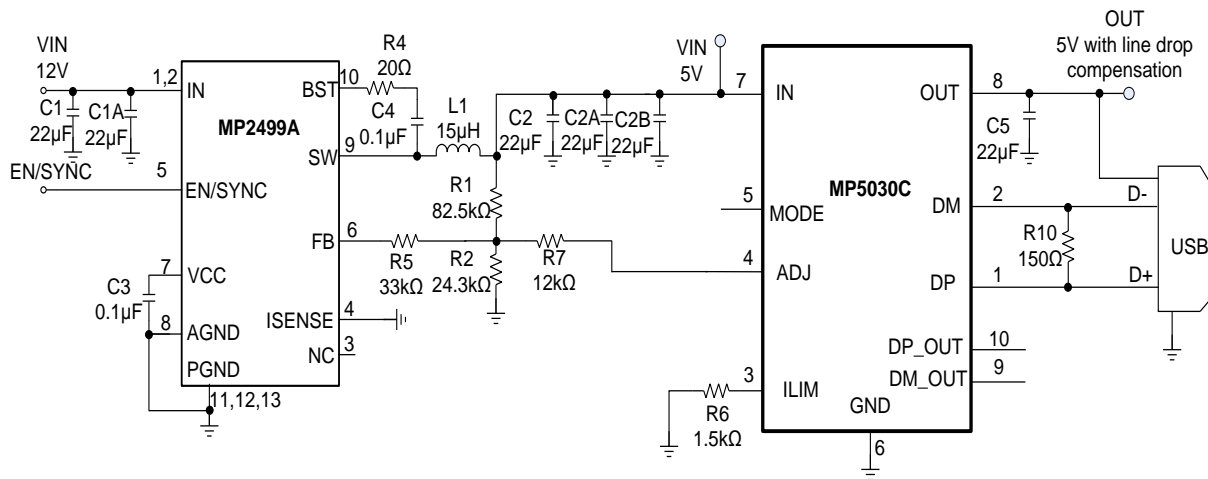 VIN
12V
C1
22µF
C1A
22µF
EN/SYNC
1,2
IN
5
EN/SYNC
7
VCC
C3
0.1µF
8
AGND
PGND
11,12,13
MP2499A
BST
10
R4
20Ω
C4
0.1µF
SW
9
L1
15µH
FB
6
R5
33kΩ
R1
82.5kΩ
R2
24.3kΩ
R7
12kΩ
ISENSE
4
NC
3
C2
22µF
C2A
22µF
C2B
22µF
VIN
5V
7
IN
5
MODE
4
ADJ
3
ILIM
R6
1.5kΩ
MP5030C
GND
6
OUT
8
OUT
5V with line drop
compensation
C5
22µF
DM
2
D-
R10
150Ω
DP
1
D+
USB
DP_OUT
10
DM_OUT
9